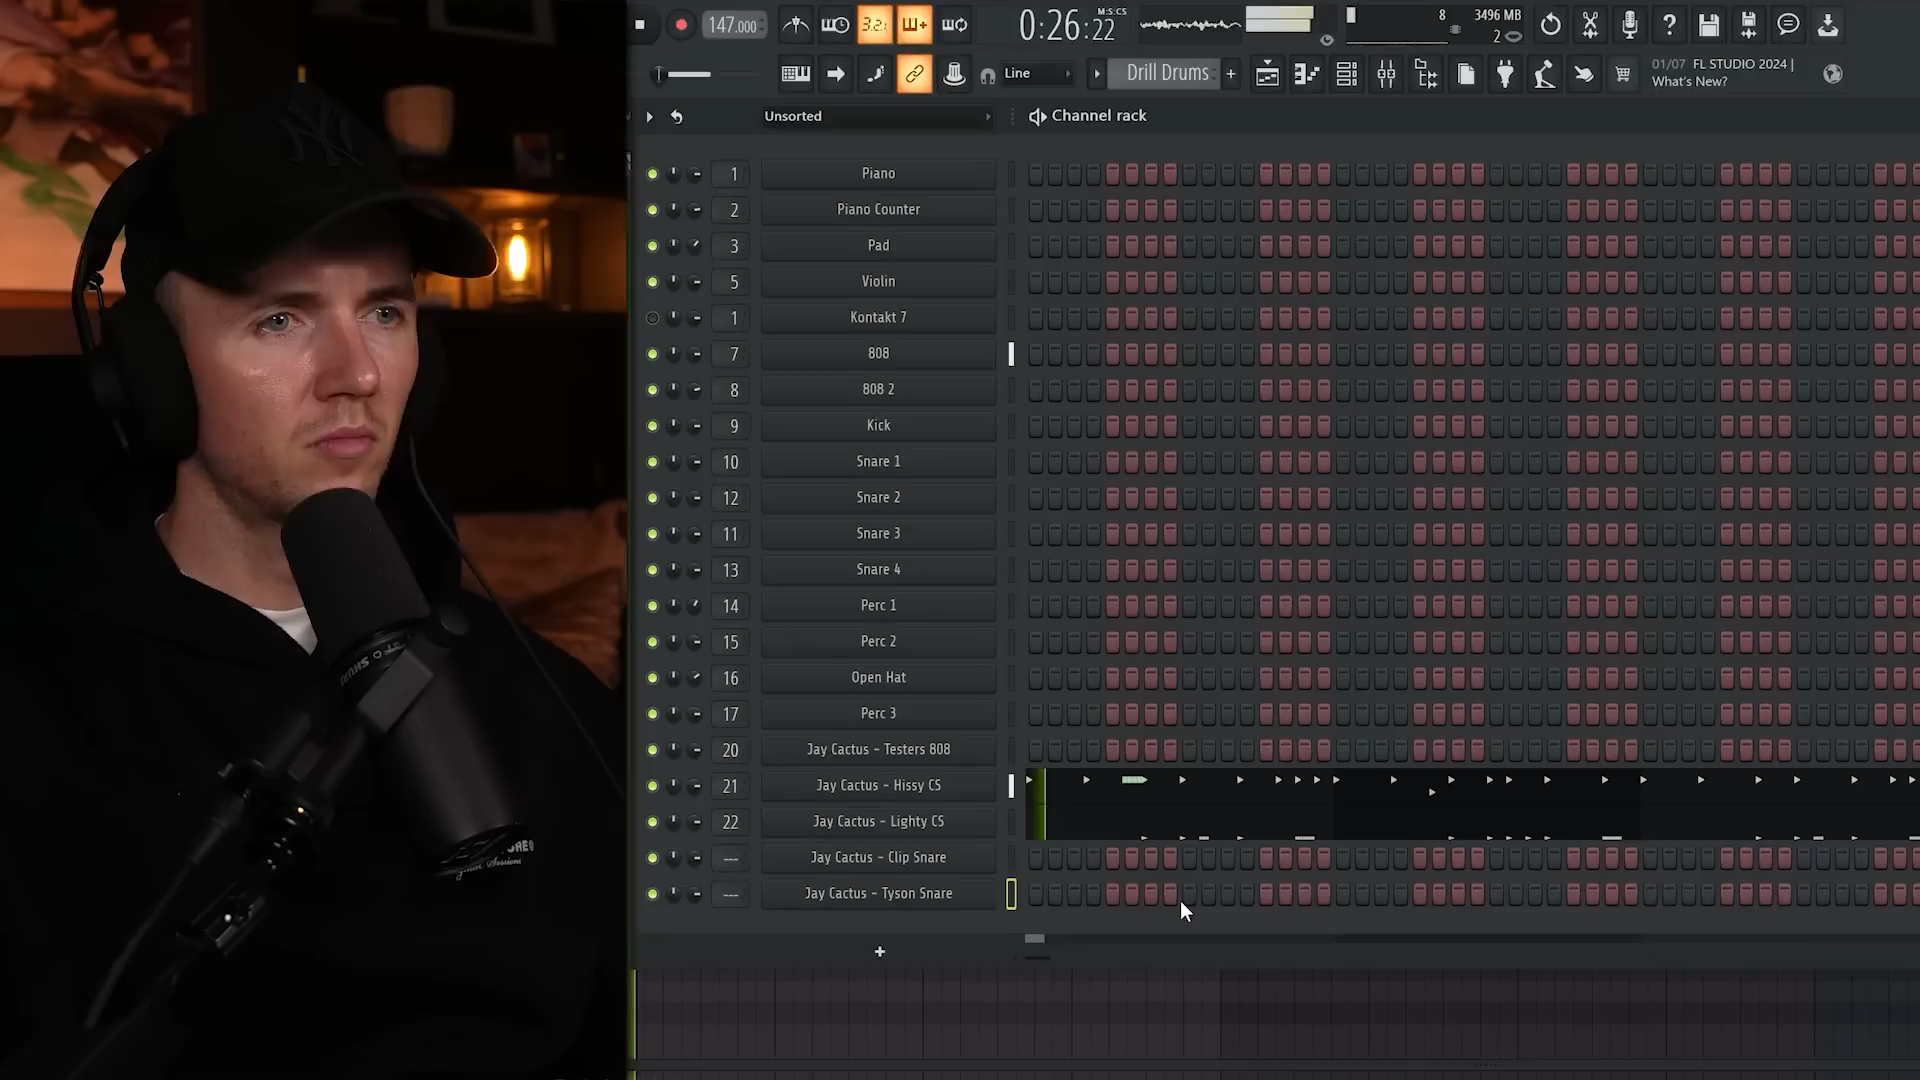 147.000
3.2.
0:26:22
M:S:CS
8
3496 MB
2
Line
Drill Drums
+
01/07 FL STUDIO 2024 |
What's New?
Unsorted
Channel rack
1 Piano
2 Piano Counter
3 Pad
5 Violin
1 Kontakt 7
7 808
8 808 2
9 Kick
10 Snare 1
12 Snare 2
11 Snare 3
13 Snare 4
14 Perc 1
15 Perc 2
16 Open Hat
17 Perc 3
20 Jay Cactus - Testers 808
21 Jay Cactus - Hissy CS
22 Jay Cactus - Lighty CS
--- Jay Cactus - Clip Snare
--- Jay Cactus - Tyson Snare
+